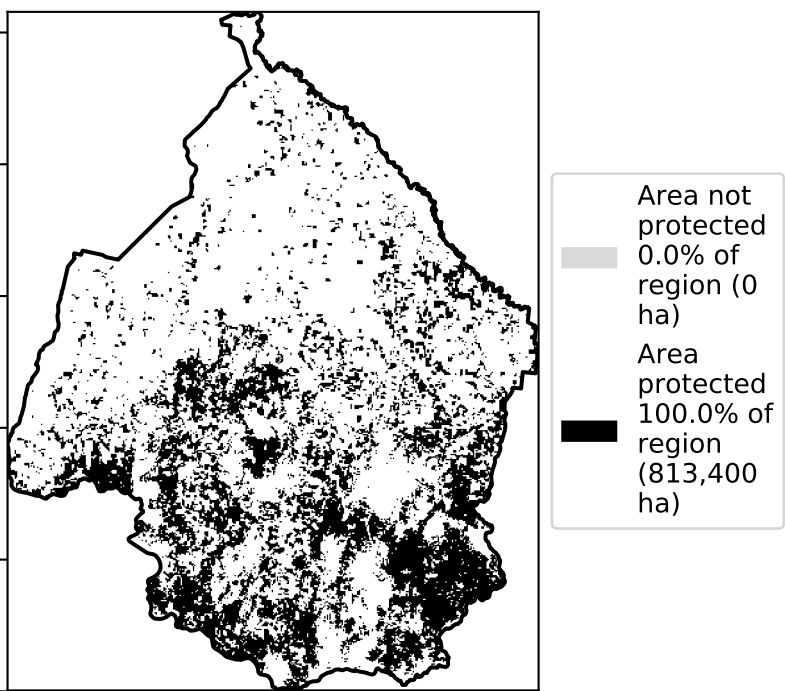 Area not
protected
0.0% of
region (0
ha)
Area
protected
100.0% of
region
(813,400
ha)